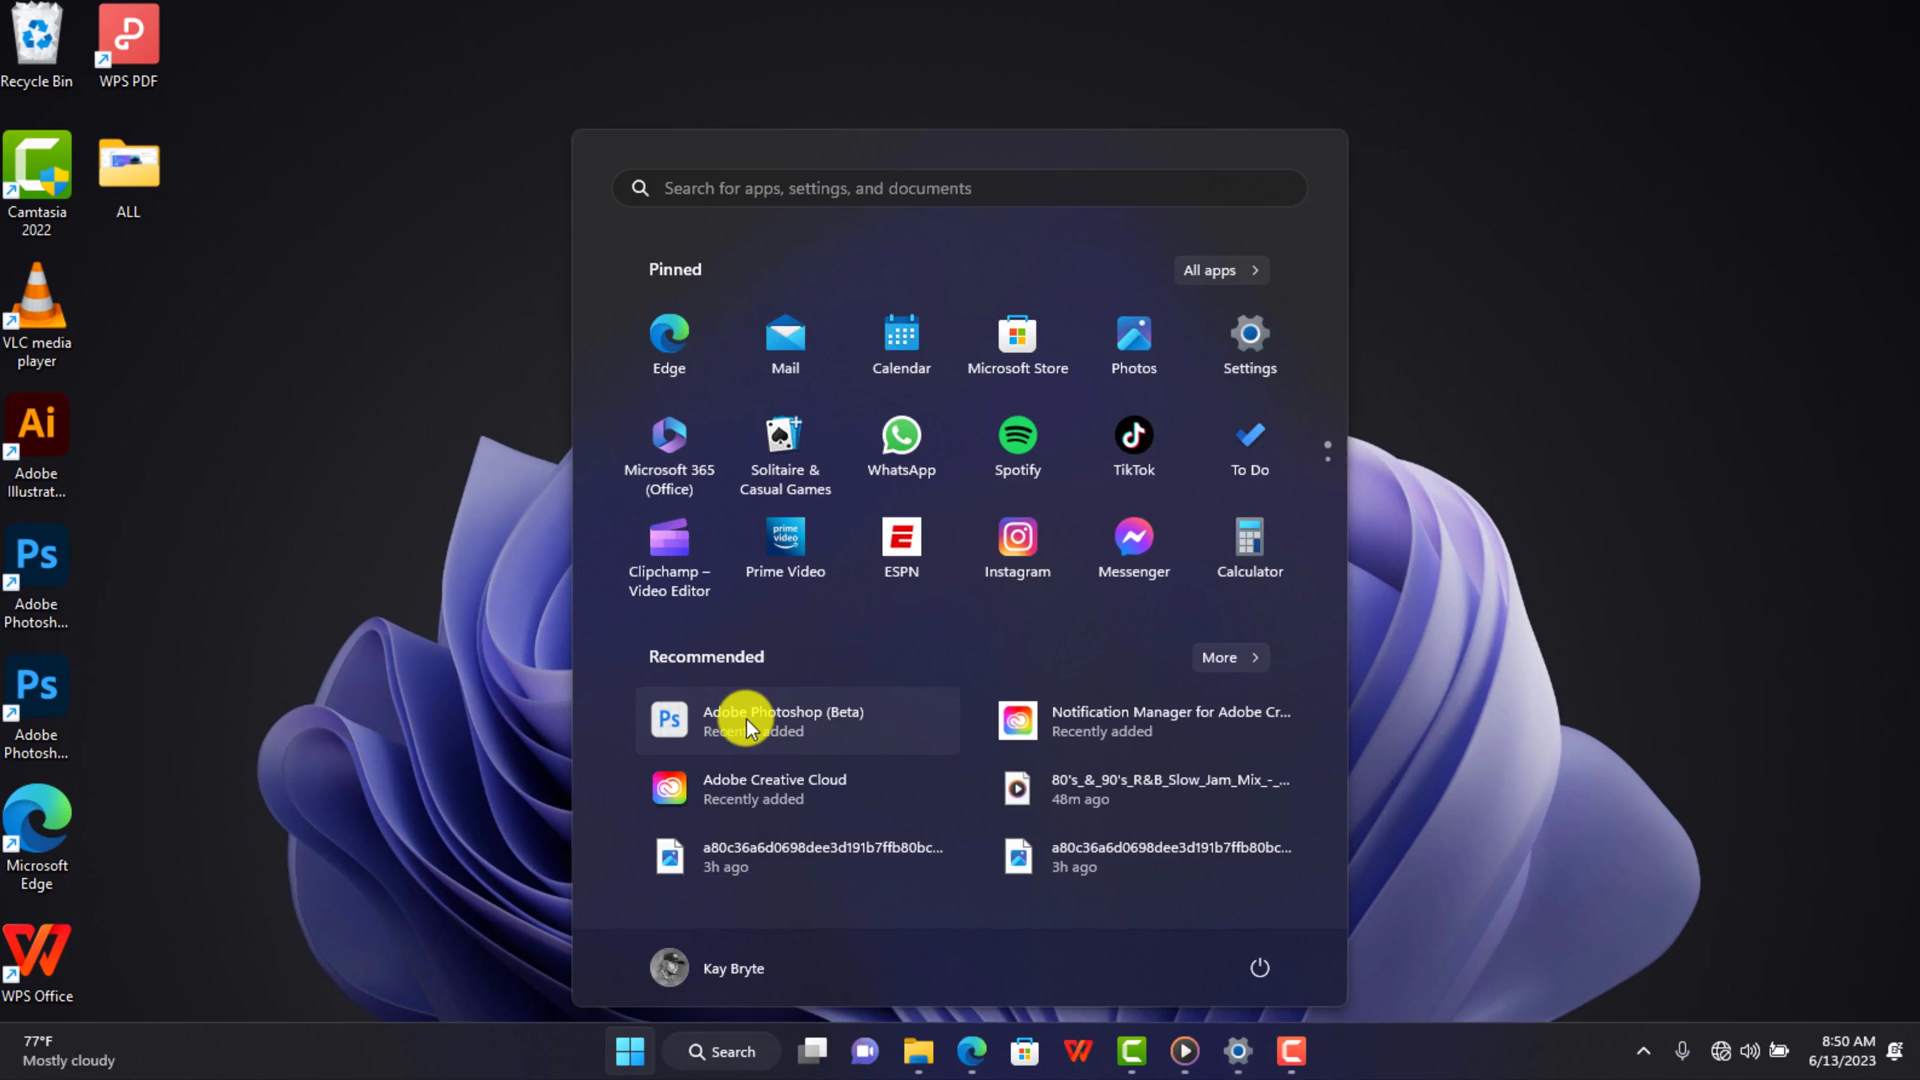 Recycle Bin
WPS PDF
Camtasia
2022
ALL
VLC media
player
Ai
Adobe
Illustrat...
Ps
Adobe
Photosh...
Ps
Adobe
Photosh...
Microsoft
Edge
WPS Office
Search for apps, settings, and documents
Pinned
All apps
Edge
Mail
Calendar
Microsoft Store
Photos
Settings
Microsoft 365
(Office)
Solitaire &
Casual Games
WhatsApp
Spotify
TikTok
To Do
Clipchamp –
Video Editor
prime
video
Prime Video
ESPN
Instagram
Messenger
Calculator
Recommended
More
Ps
Adobe Photoshop (Beta)
Recently added
Notification Manager for Adobe Cr...
Recently added
Adobe Creative Cloud
Recently added
80's_&_90's_R&B_Slow_Jam_Mix_-_...
48m ago
a80c36a6d0698dee3d191b7ffb80bc...
3h ago
a80c36a6d0698dee3d191b7ffb80bc...
3h ago
Kay Bryte
77°F
Mostly cloudy
Search
8:50 AM
6/13/2023